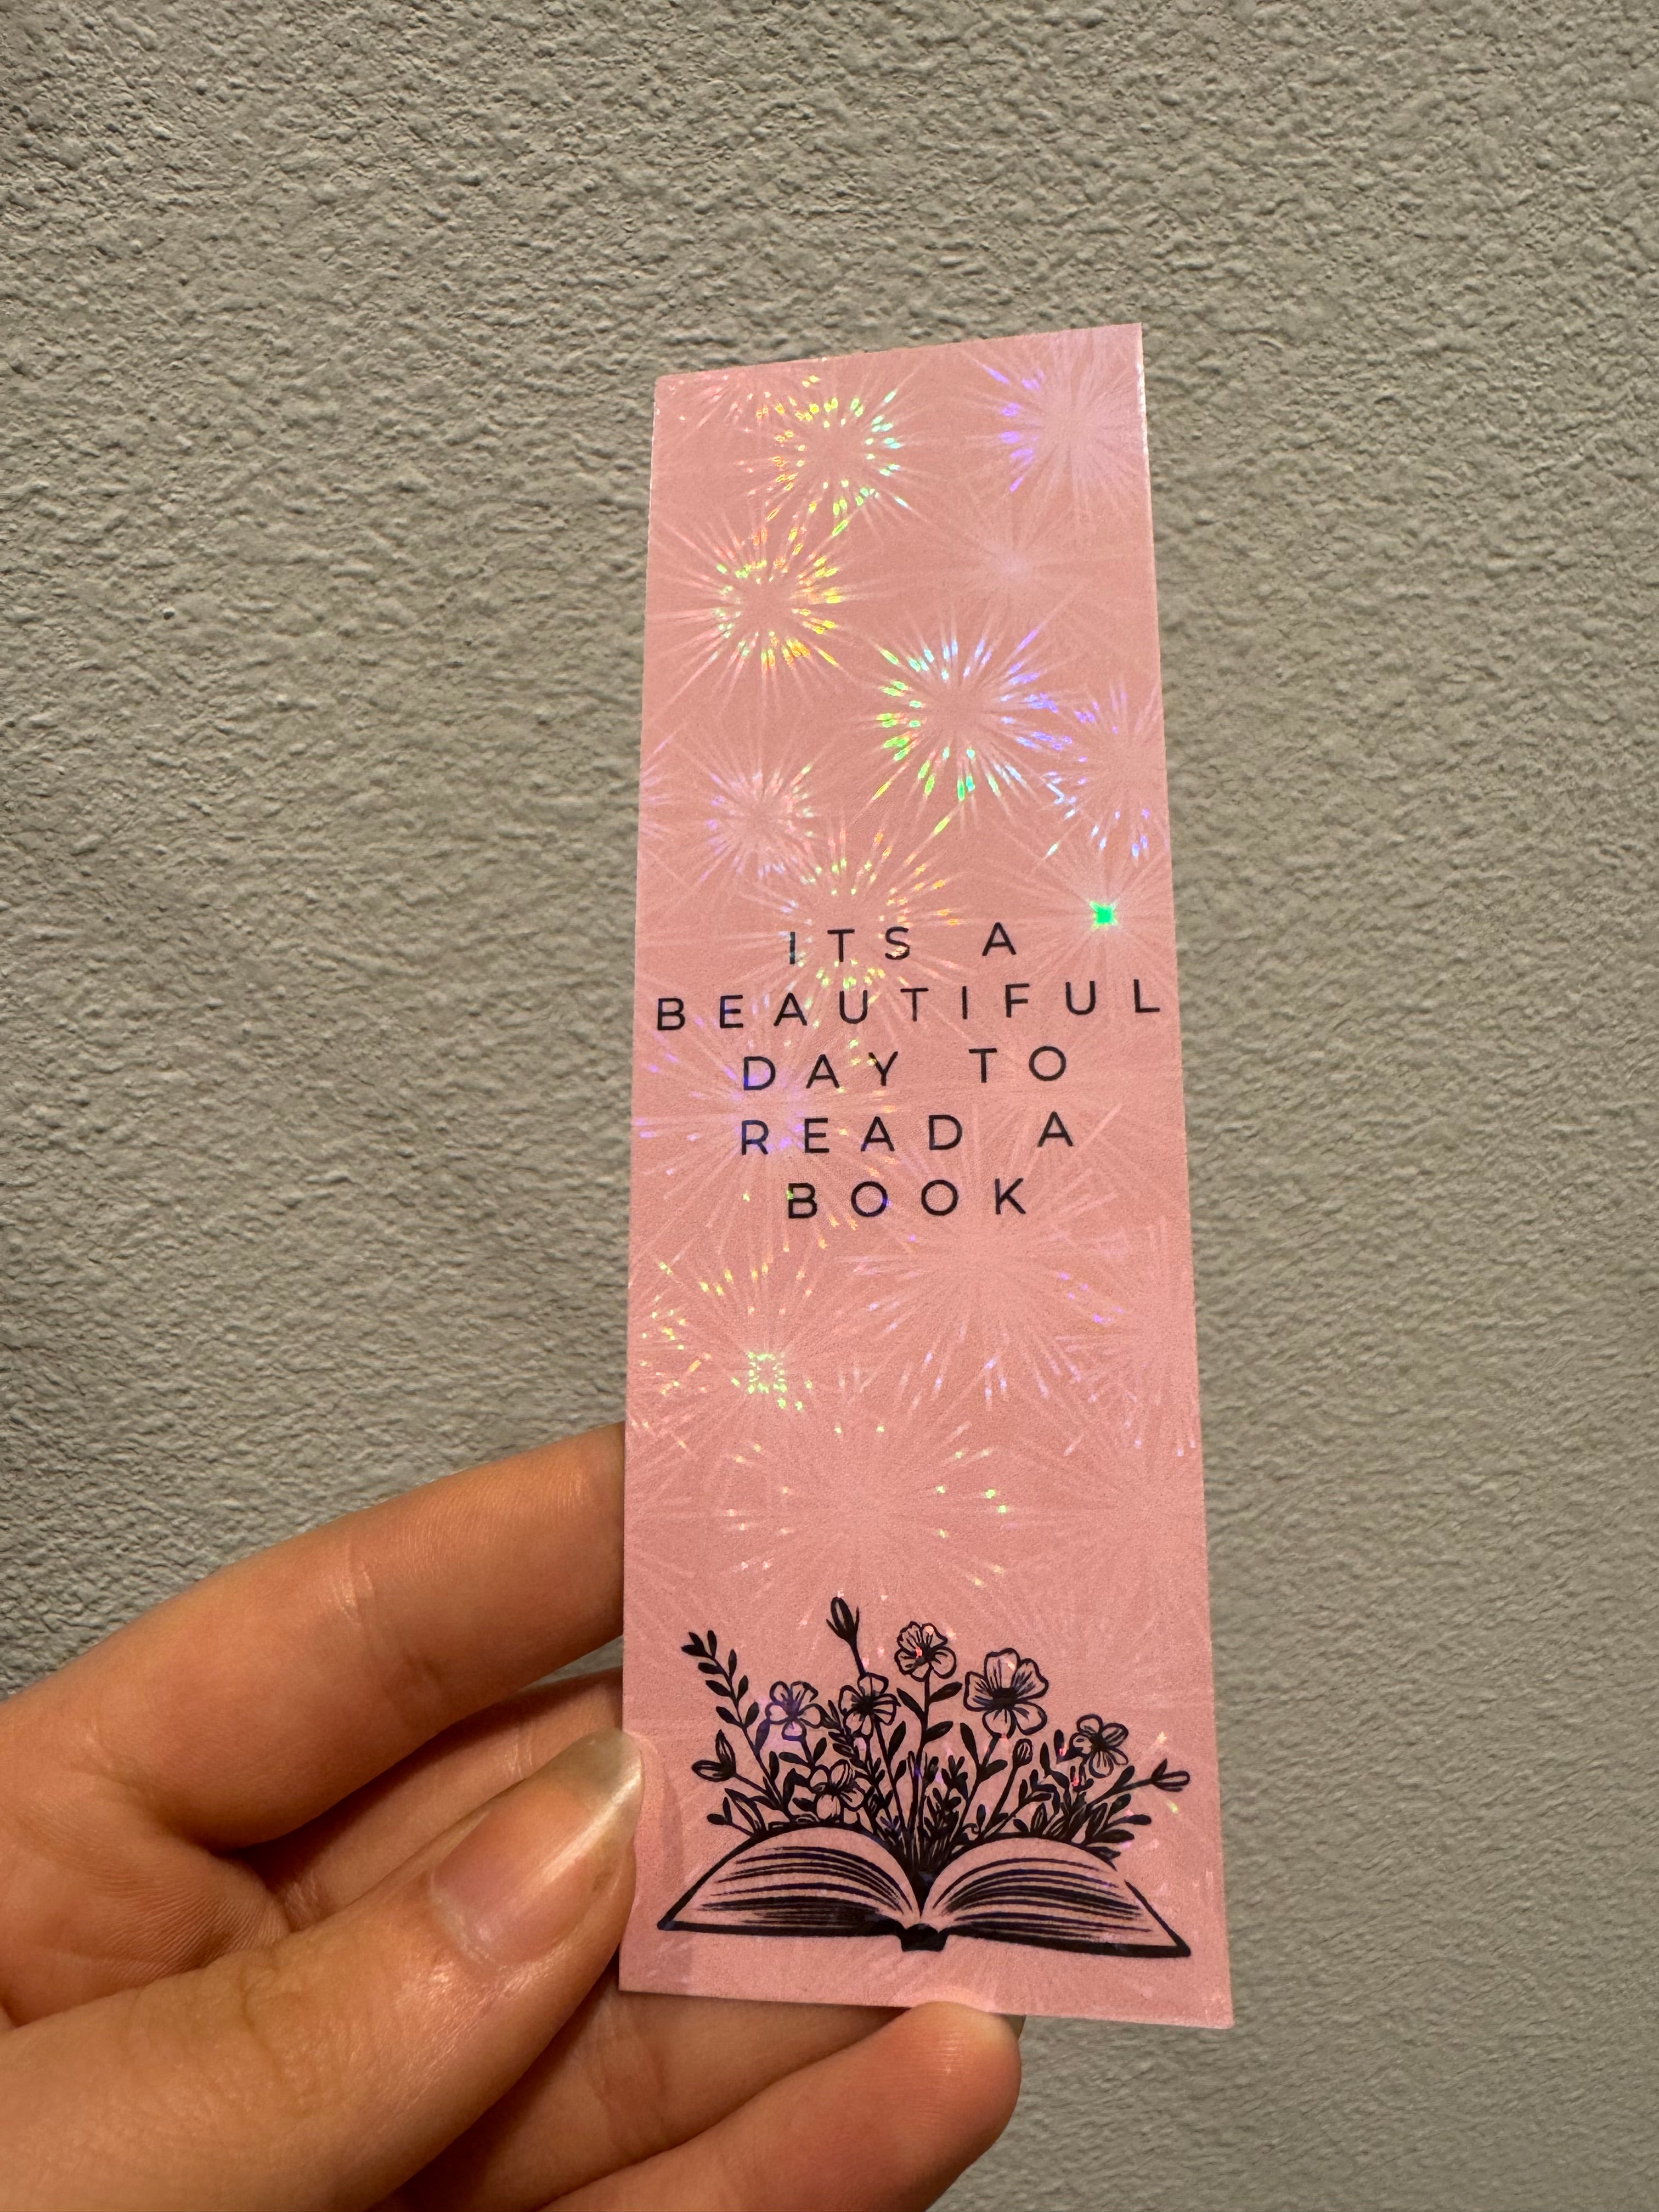 ITS A
BEAUTIFUL
DAY TO
READ A
BOOK